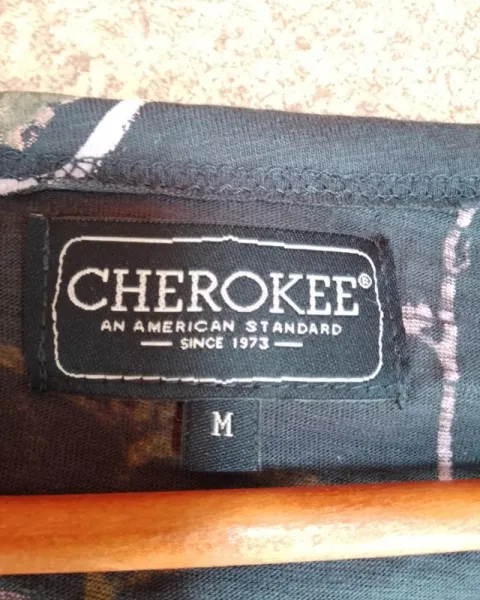 CHEROKEE®
AN AMERICAN STANDARD
SINCE 1973
M